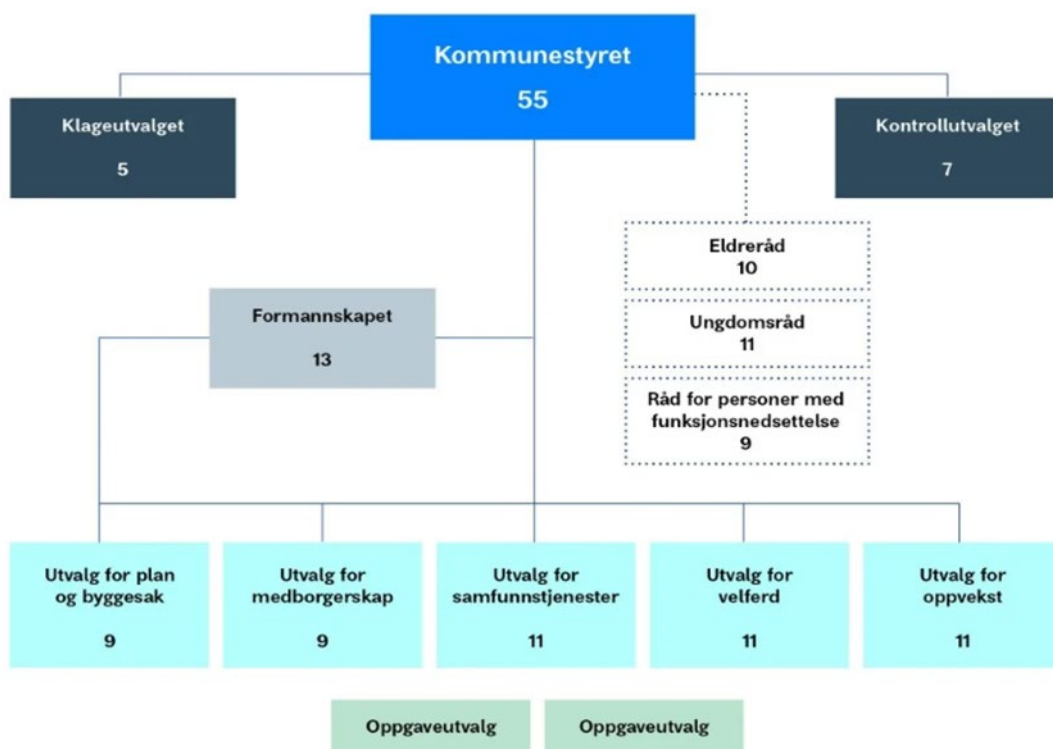 Kommunestyret
55
Klageutvalget
5
Kontrollutvalget
7
Eldreråd
10
Formannskapet
13
Ungdomsråd
11
Råd for personer med
funksjonsnedsettelse
9
Utvalg for plan
og byggesak
9
Utvalg for
medborgerskap
9
Utvalg for
samfunnstjenester
11
Utvalg for
velferd
11
Utvalg for
oppvekst
11
Oppgaveutvalg
Oppgaveutvalg